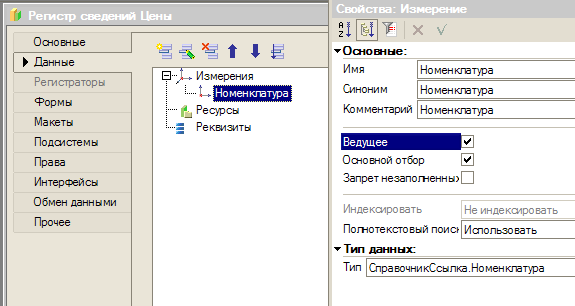 Регистр сведений Цены
Основные
Данные
Регистраторы
Формы
Макеты
Подсистемы
Права
Интерфейсы
Обмен данными
Прочее
Измерения
Номенклатура
Ресурсы
Реквизиты
Свойства: Измерение
Основные:
Имя Номенклатура
Синоним Номенклатура
Комментарий Номенклатура
Ведущее
Основной отбор
Запрет незаполненных
Индексировать Не индексировать
Полнотекстовый поиск Использовать
Тип данных:
Тип СправочникСсылка.Номенклатура